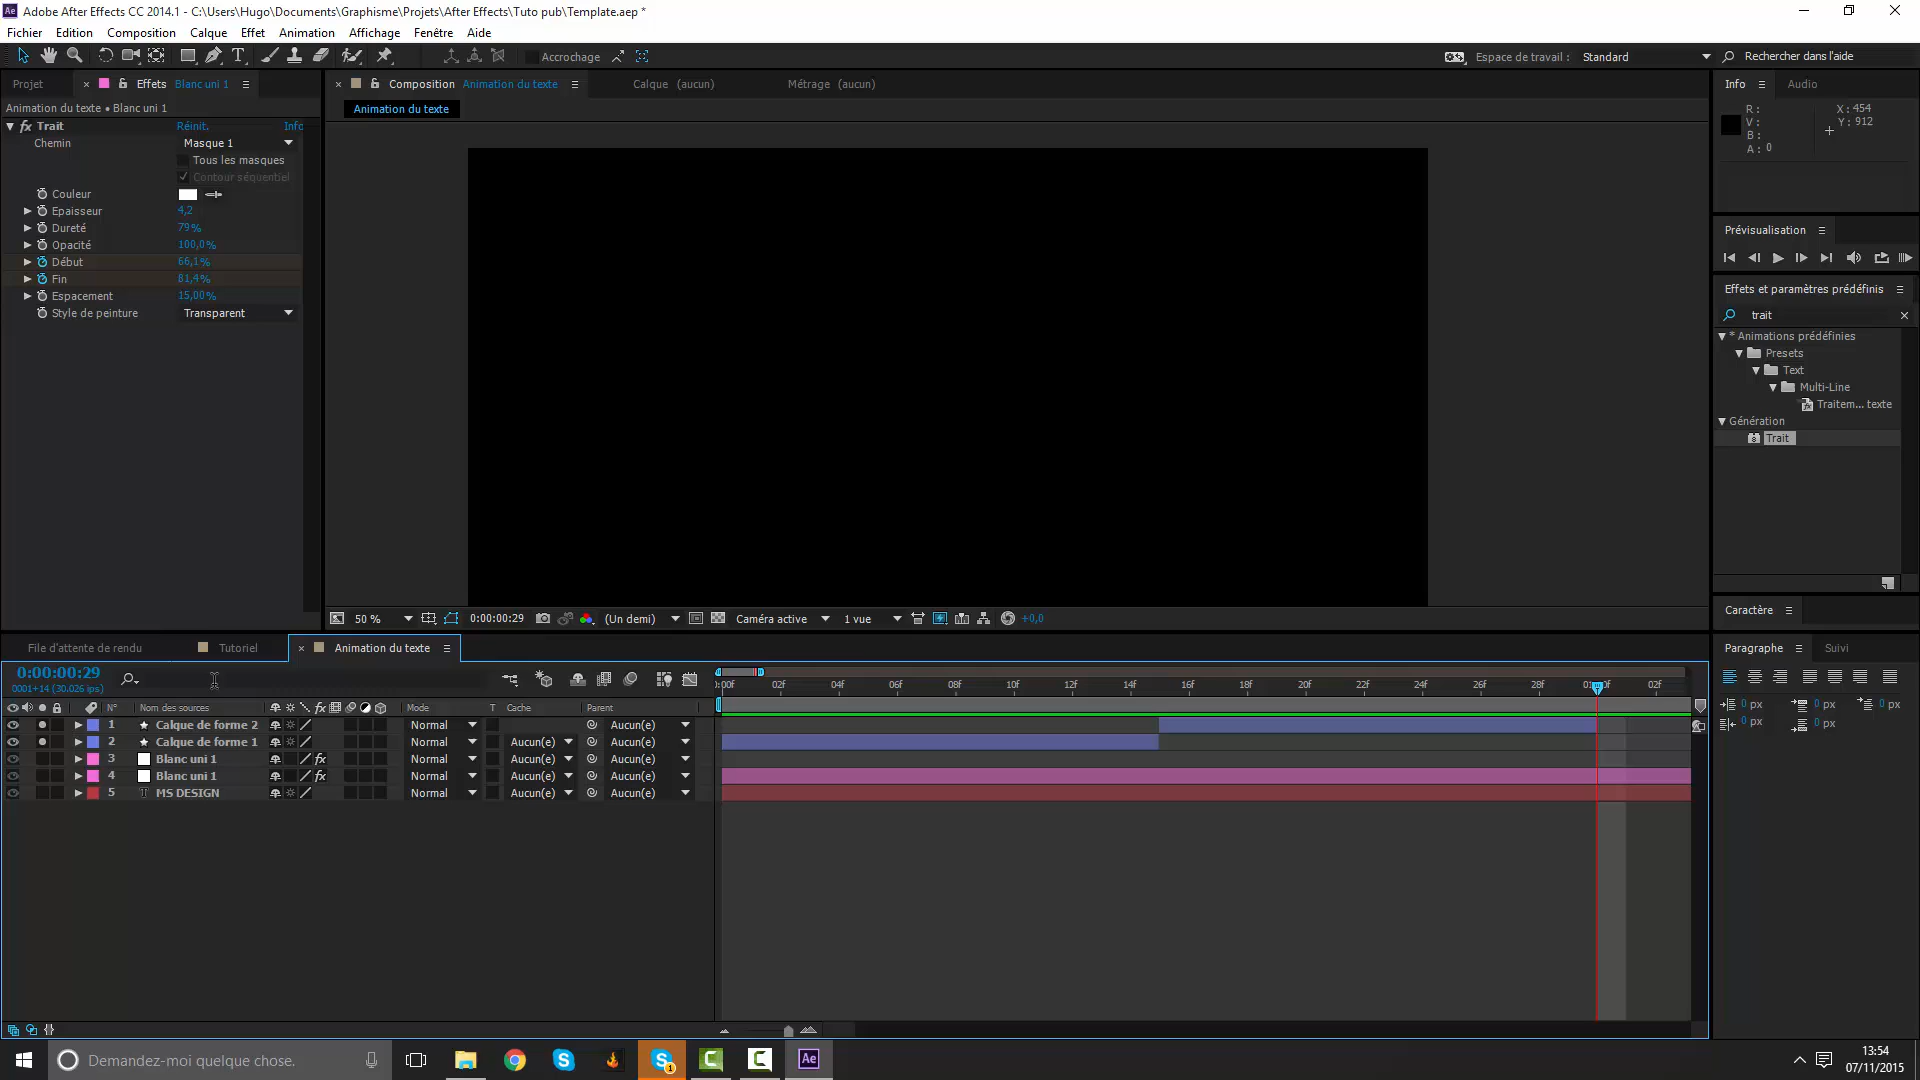 Adobe After Effects CC 2014.1 - C:\Users\Hugo\Documents\Graphisme\Projets\After Effects\Tuto pub\Template.aep *
Fichier Edition Composition Calque Effet Animation Affichage Fenêtre Aide
Accrochage Espace de travail : Standard Rechercher dans l'aide
Projet Effets Blanc uni 1 Composition Animation du texte Calque (aucun) Métrage (aucun) Info Audio
Animation du texte • Blanc uni 1 Animation du texte
R: X: 454
V: Y: 912
B:
A: 0
fx Trait Réinit. Info
Chemin Masque 1
Tous les masques
Contour séquentiel
Couleur
Epaisseur 4,2
Dureté 79%
Opacité 100,0%
Début 66,1%
Fin 81,4%
Espacement 15,00%
Style de peinture Transparent
Prévisualisation
Effets et paramètres prédéfinis
trait
* Animations prédéfinies
Presets
Text
Multi-Line
Traitem... texte
Génération
Trait
50 % 0:00:00:29 (Un demi) Caméra active 1 vue +0,0
Caractère
Paragraphe Suivi
0 px 0 px 0 px
0 px 0 px
File d'attente de rendu Tutoriel Animation du texte
0:00:00:29
0001+14 (30.026 ips)
:00f 02f 04f 06f 08f 10f 12f 14f 16f 18f 20f 22f 24f 26f 28f 02f
N° Nom des sources fx Mode T Cache Parent
1 Calque de forme 2 Normal Aucun(e)
2 Calque de forme 1 Normal Aucun(e) Aucun(e)
3 Blanc uni 1 fx Normal Aucun(e) Aucun(e)
4 Blanc uni 1 fx Normal Aucun(e) Aucun(e)
5 T MS DESIGN Normal Aucun(e) Aucun(e)
Demandez-moi quelque chose. Ae
13:54
07/11/2015